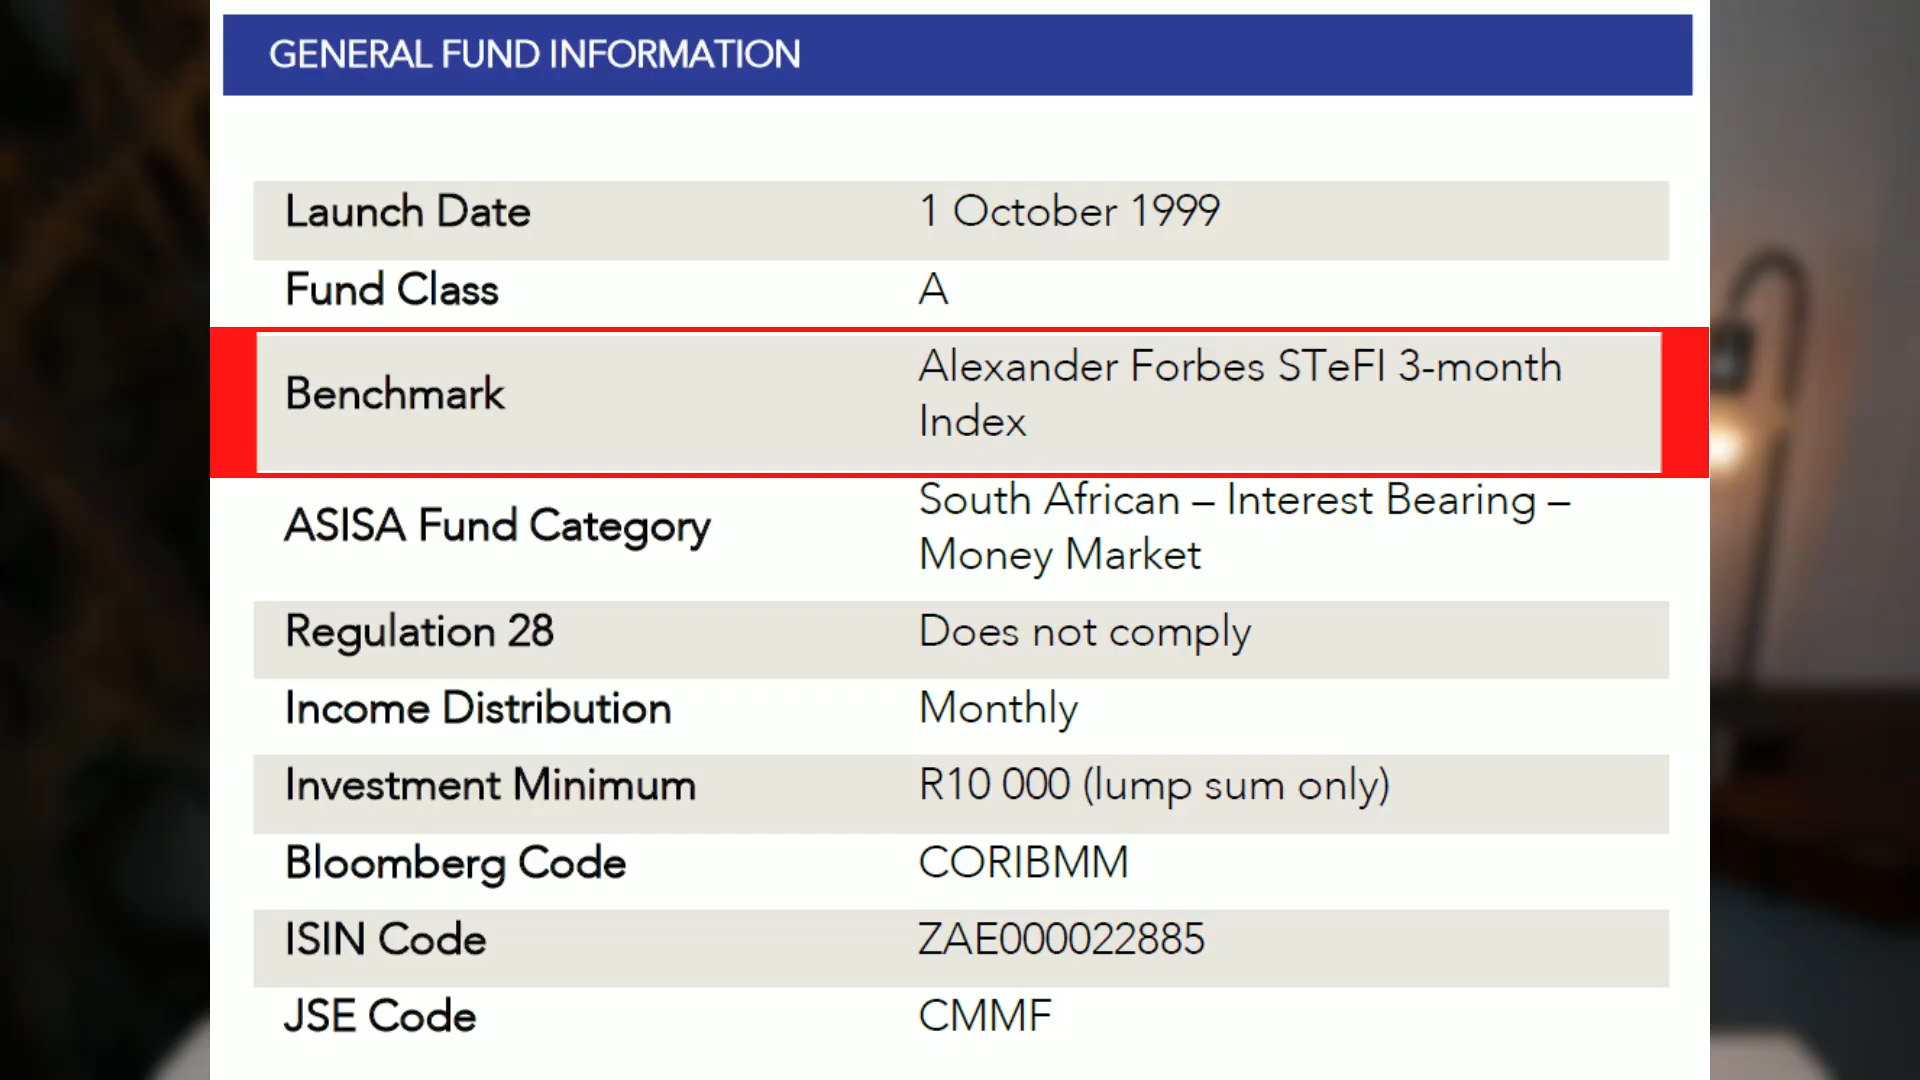 GENERAL FUND INFORMATION
Launch Date 1 October 1999
Fund Class A
Benchmark Alexander Forbes STeFI 3-month
Index
ASISA Fund Category South African – Interest Bearing –
Money Market
Regulation 28 Does not comply
Income Distribution Monthly
Investment Minimum R10 000 (lump sum only)
Bloomberg Code CORIBMM
ISIN Code ZAE000022885
JSE Code CMMF